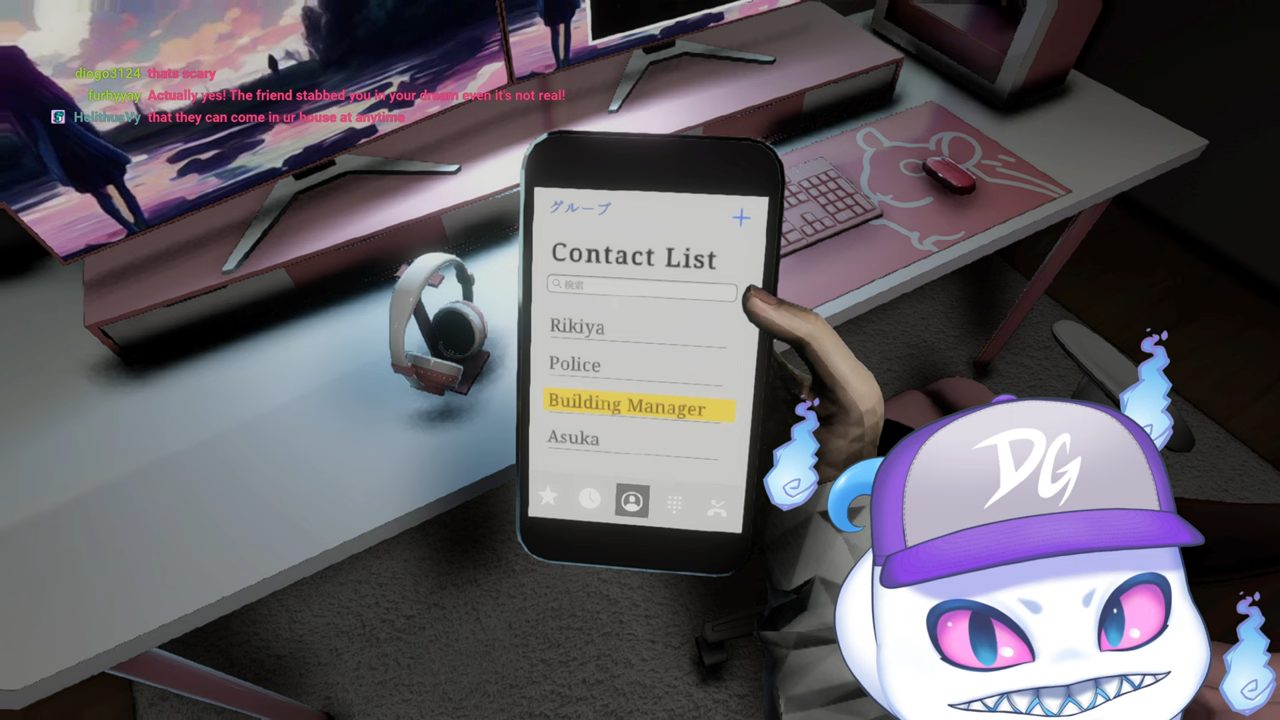 diogo3124 thats scary
furbyyay Actually yes! The friend stabbed you in your dream even it's not real!
HelithusVy that they can come in ur house at anytime
グループ
Contact List
検索
Rikiya
Police
Building Manager
Asuka
DG